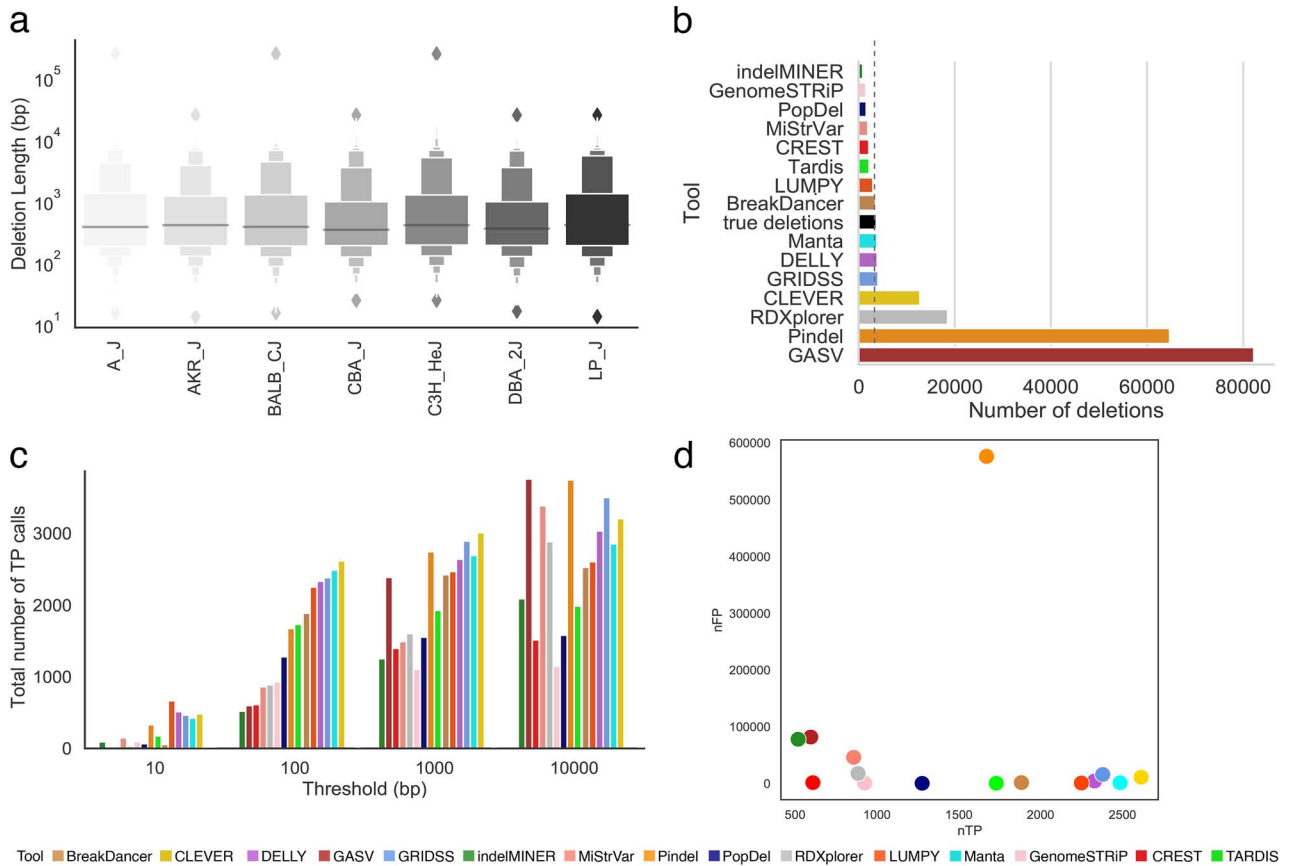 a
Deletion Length (bp)
10^5
10^4
10^3
10^2
10^1
A_J
AKR_J
BALB_CJ
CBA_J
C3H_HeJ
DBA_2J
LP_J
b
Tool
indelMINER
GenomeSTRiP
PopDel
MiStrVar
CREST
Tardis
LUMPY
BreakDancer
true deletions
Manta
DELLY
GRIDSS
CLEVER
RDXplorer
Pindel
GASV
0 20000 40000 60000 80000
Number of deletions
c
Total number of TP calls
3000
2000
1000
0
10 100 1000 10000
Threshold (bp)
d
nFP
600000
500000
400000
300000
200000
100000
0
500 1000 1500 2000 2500
nTP
Tool BreakDancer CLEVER DELLY GASV GRIDSS indelMINER MiStrVar Pindel PopDel RDXplorer LUMPY Manta GenomeSTRiP CREST TARDIS